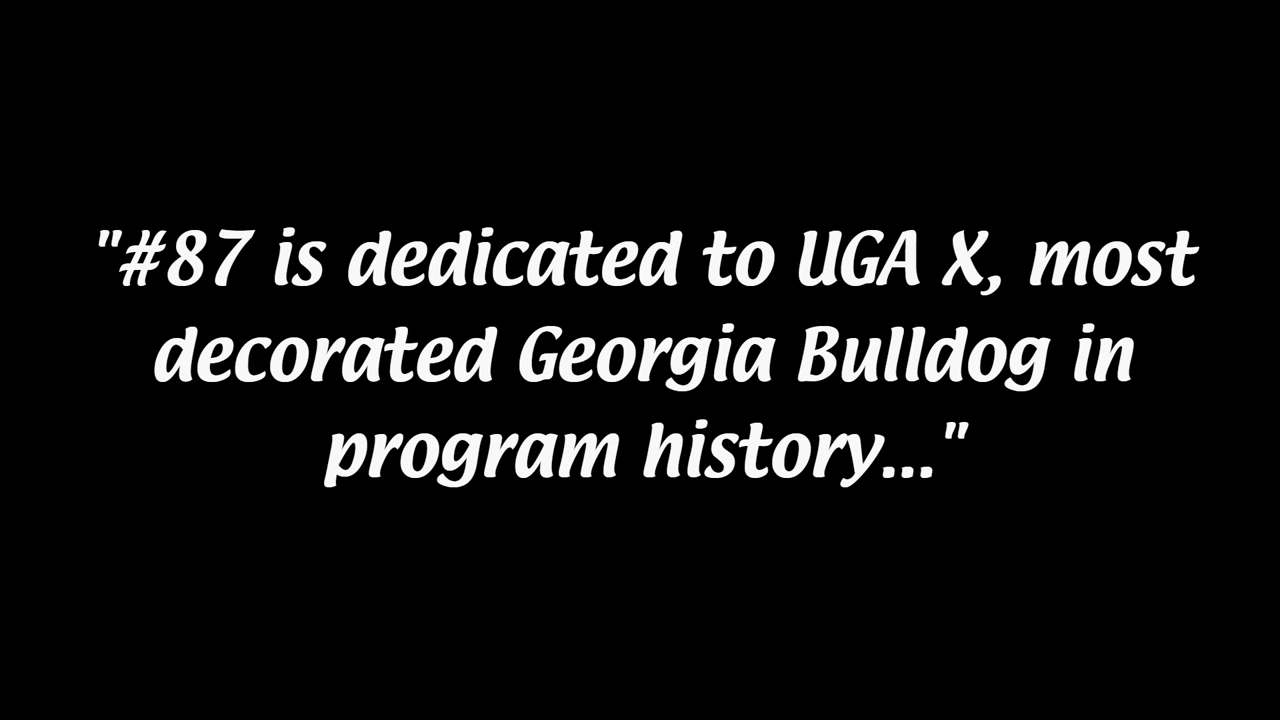 "#87 is dedicated to UGA X, most
decorated Georgia Bulldog in
program history..."